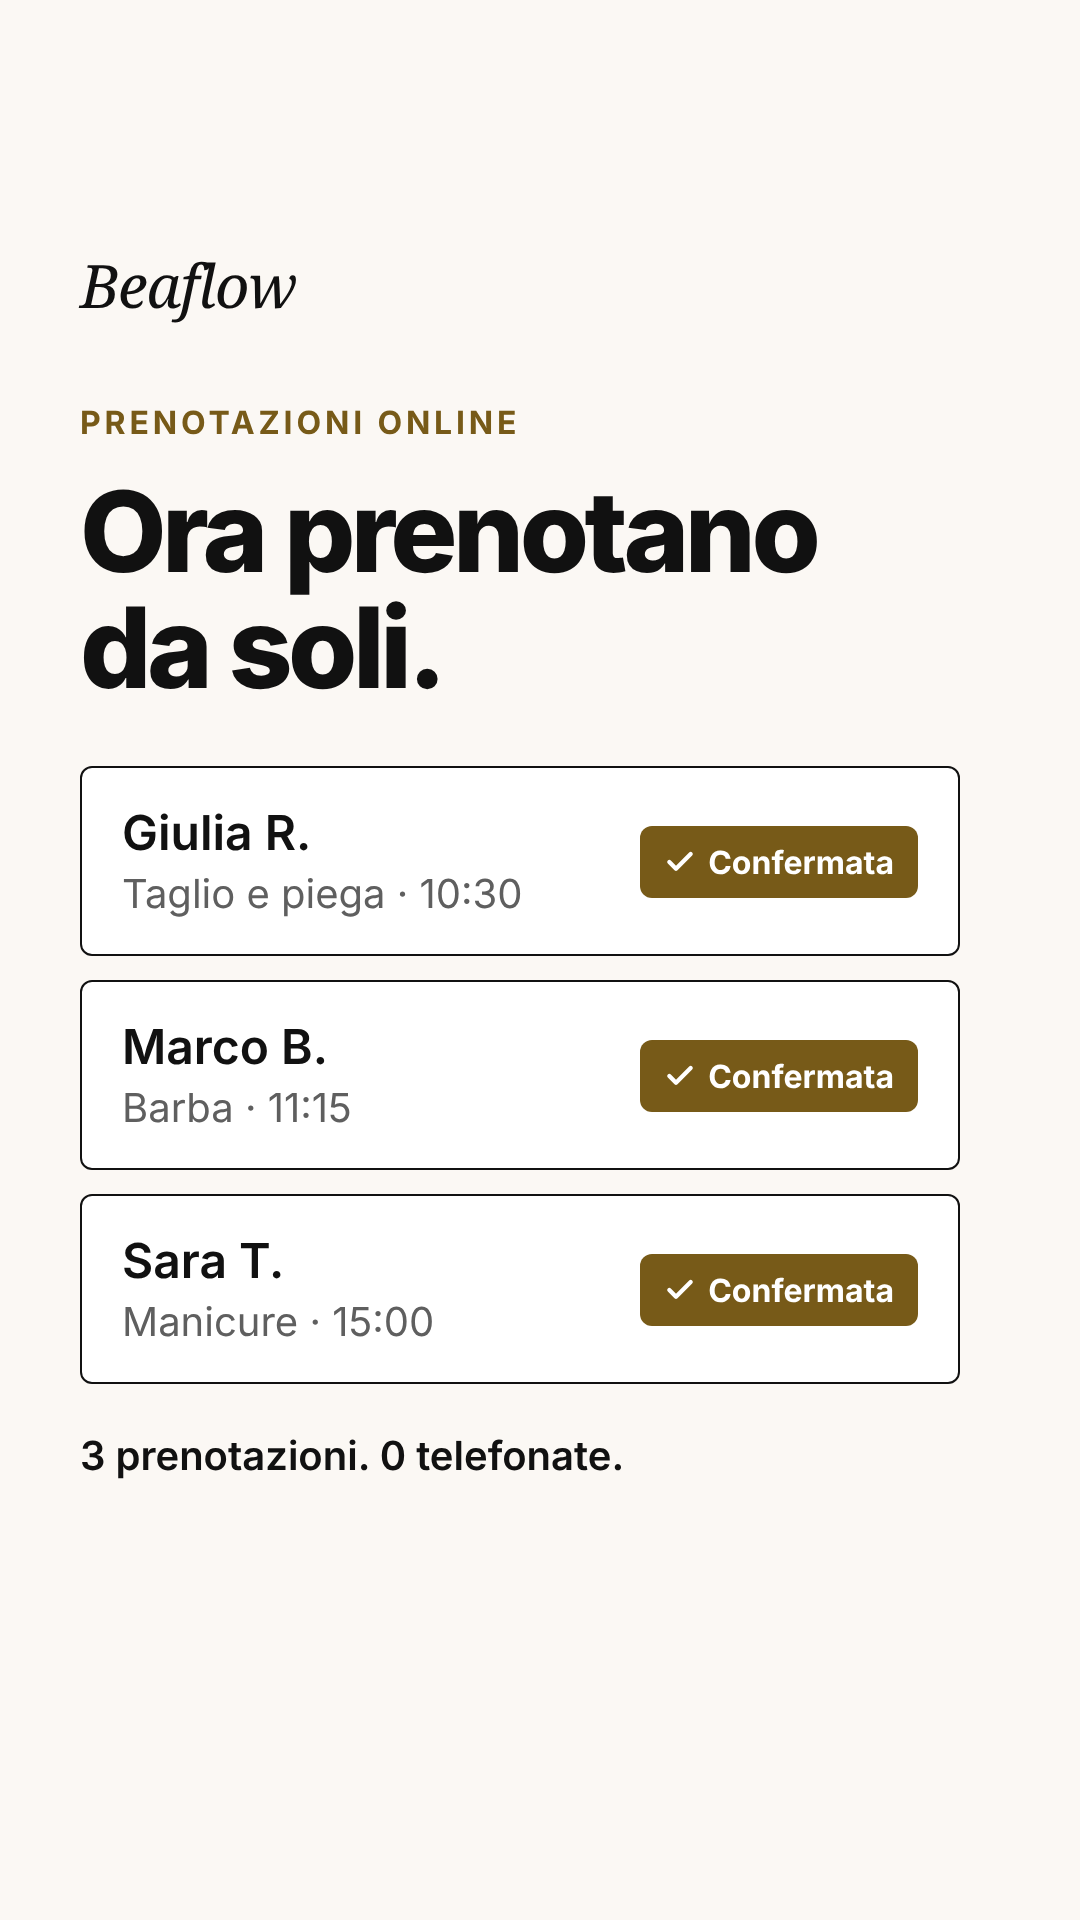 Beaflow
PRENOTAZIONI ONLINE
Ora prenotano
da soli.
Giulia R.
Taglio e piega · 10:30
✓ Confermata
Marco B.
Barba · 11:15
✓ Confermata
Sara T.
Manicure · 15:00
✓ Confermata
3 prenotazioni. 0 telefonate.